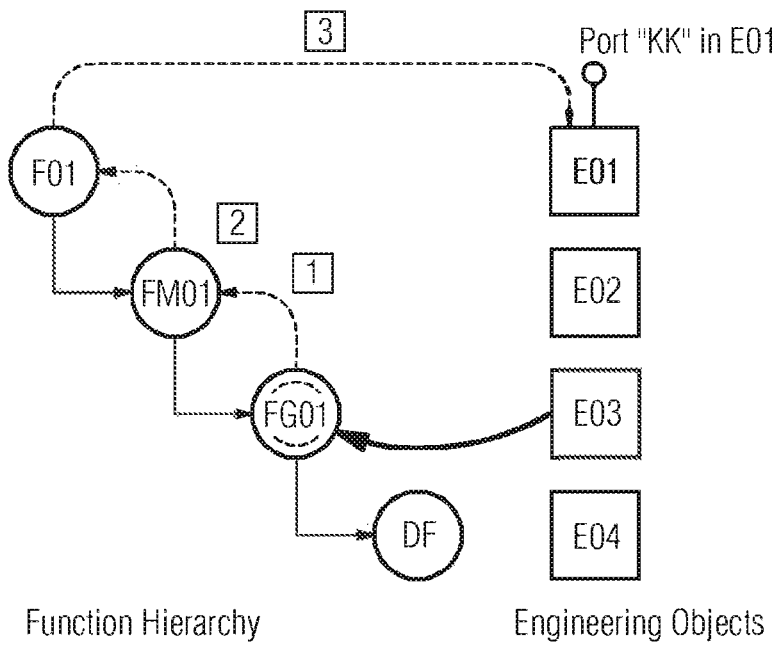 3
Port "KK" in E01
F01
E01
2
FM01
1
E02
FG01
E03
DF
E04
Function Hierarchy
Engineering Objects